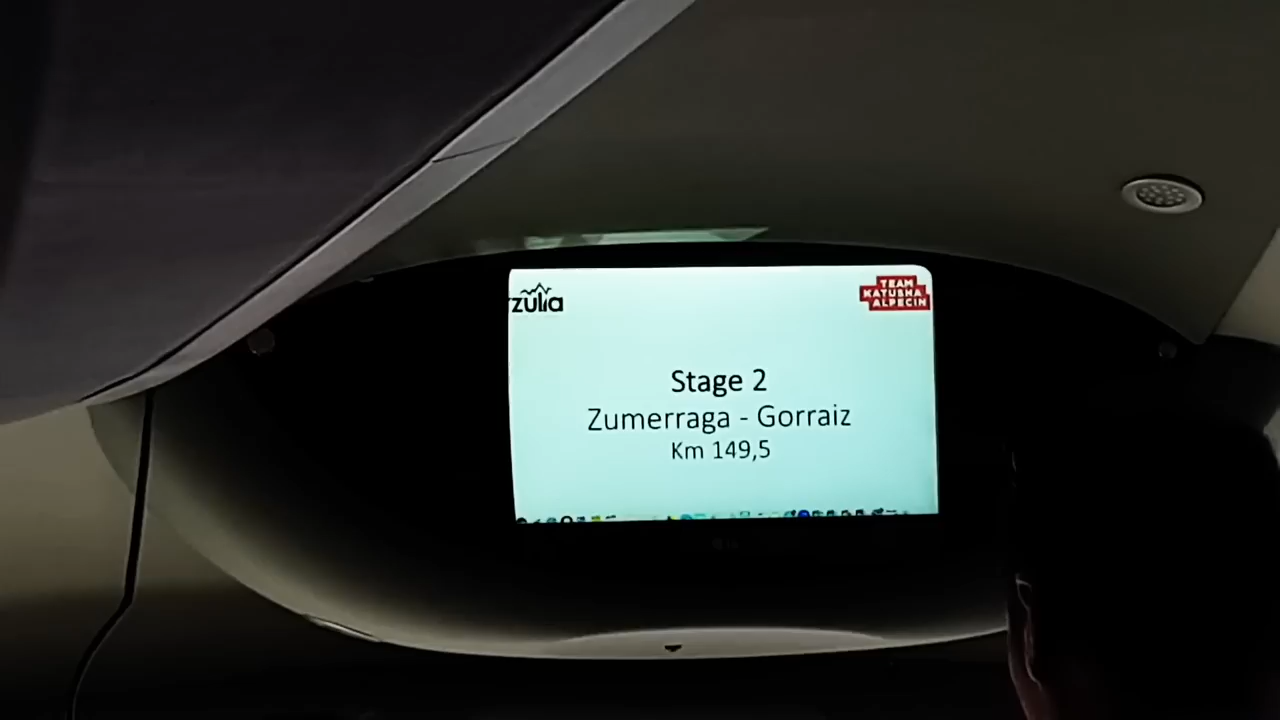 zulia
TEAM
KATUSHA
ALPECIN
Stage 2
Zumerraga - Gorraiz
Km 149,5